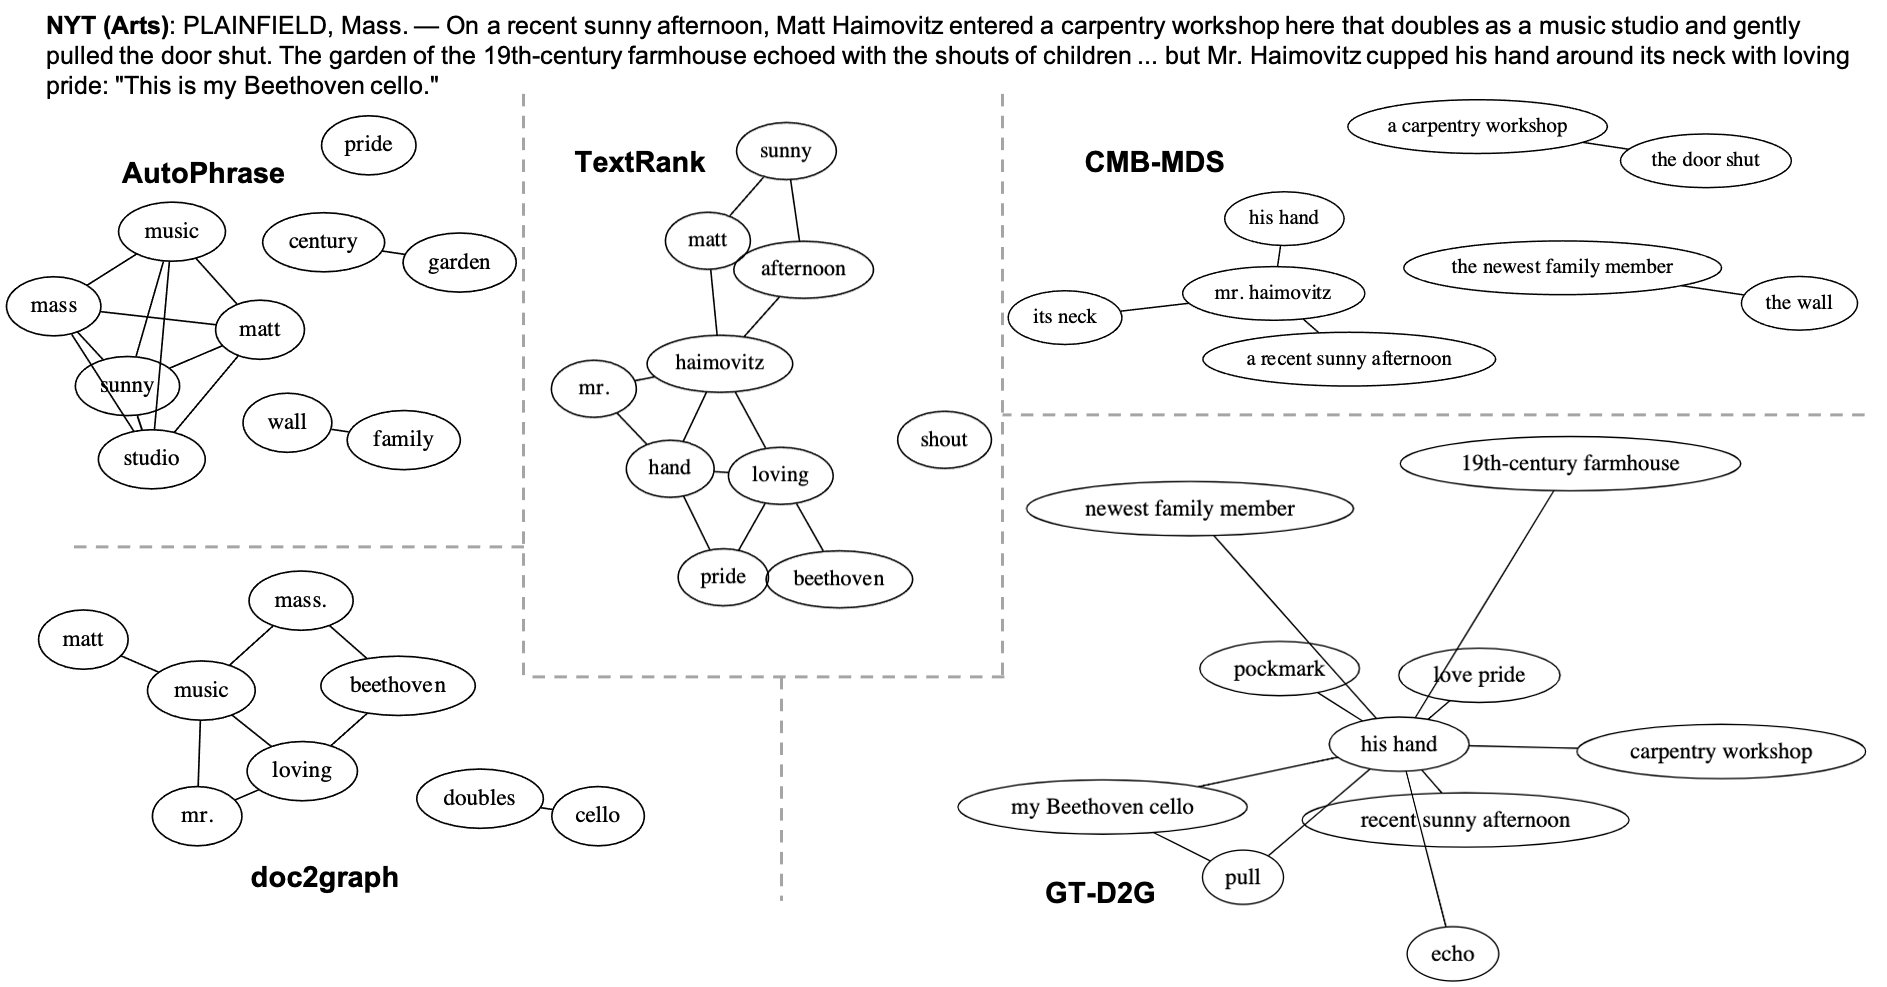 NYT (Arts): PLAINFIELD, Mass. — On a recent sunny afternoon, Matt Haimovitz entered a carpentry workshop here that doubles as a music studio and gently
pulled the door shut. The garden of the 19th-century farmhouse echoed with the shouts of children ... but Mr. Haimovitz cupped his hand around its neck with loving
pride: "This is my Beethoven cello."
AutoPhrase
pride
music
century
garden
mass
matt
sunny
wall
family
studio
TextRank
sunny
matt
afternoon
haimovitz
mr.
shout
hand
loving
pride
beethoven
CMB-MDS
a carpentry workshop
the door shut
his hand
the newest family member
mr. haimovitz
the wall
its neck
a recent sunny afternoon
mass.
matt
music
beethoven
loving
doubles
mr.
cello
doc2graph
19th-century farmhouse
newest family member
pockmark
love pride
his hand
carpentry workshop
my Beethoven cello
recent sunny afternoon
pull
GT-D2G
echo